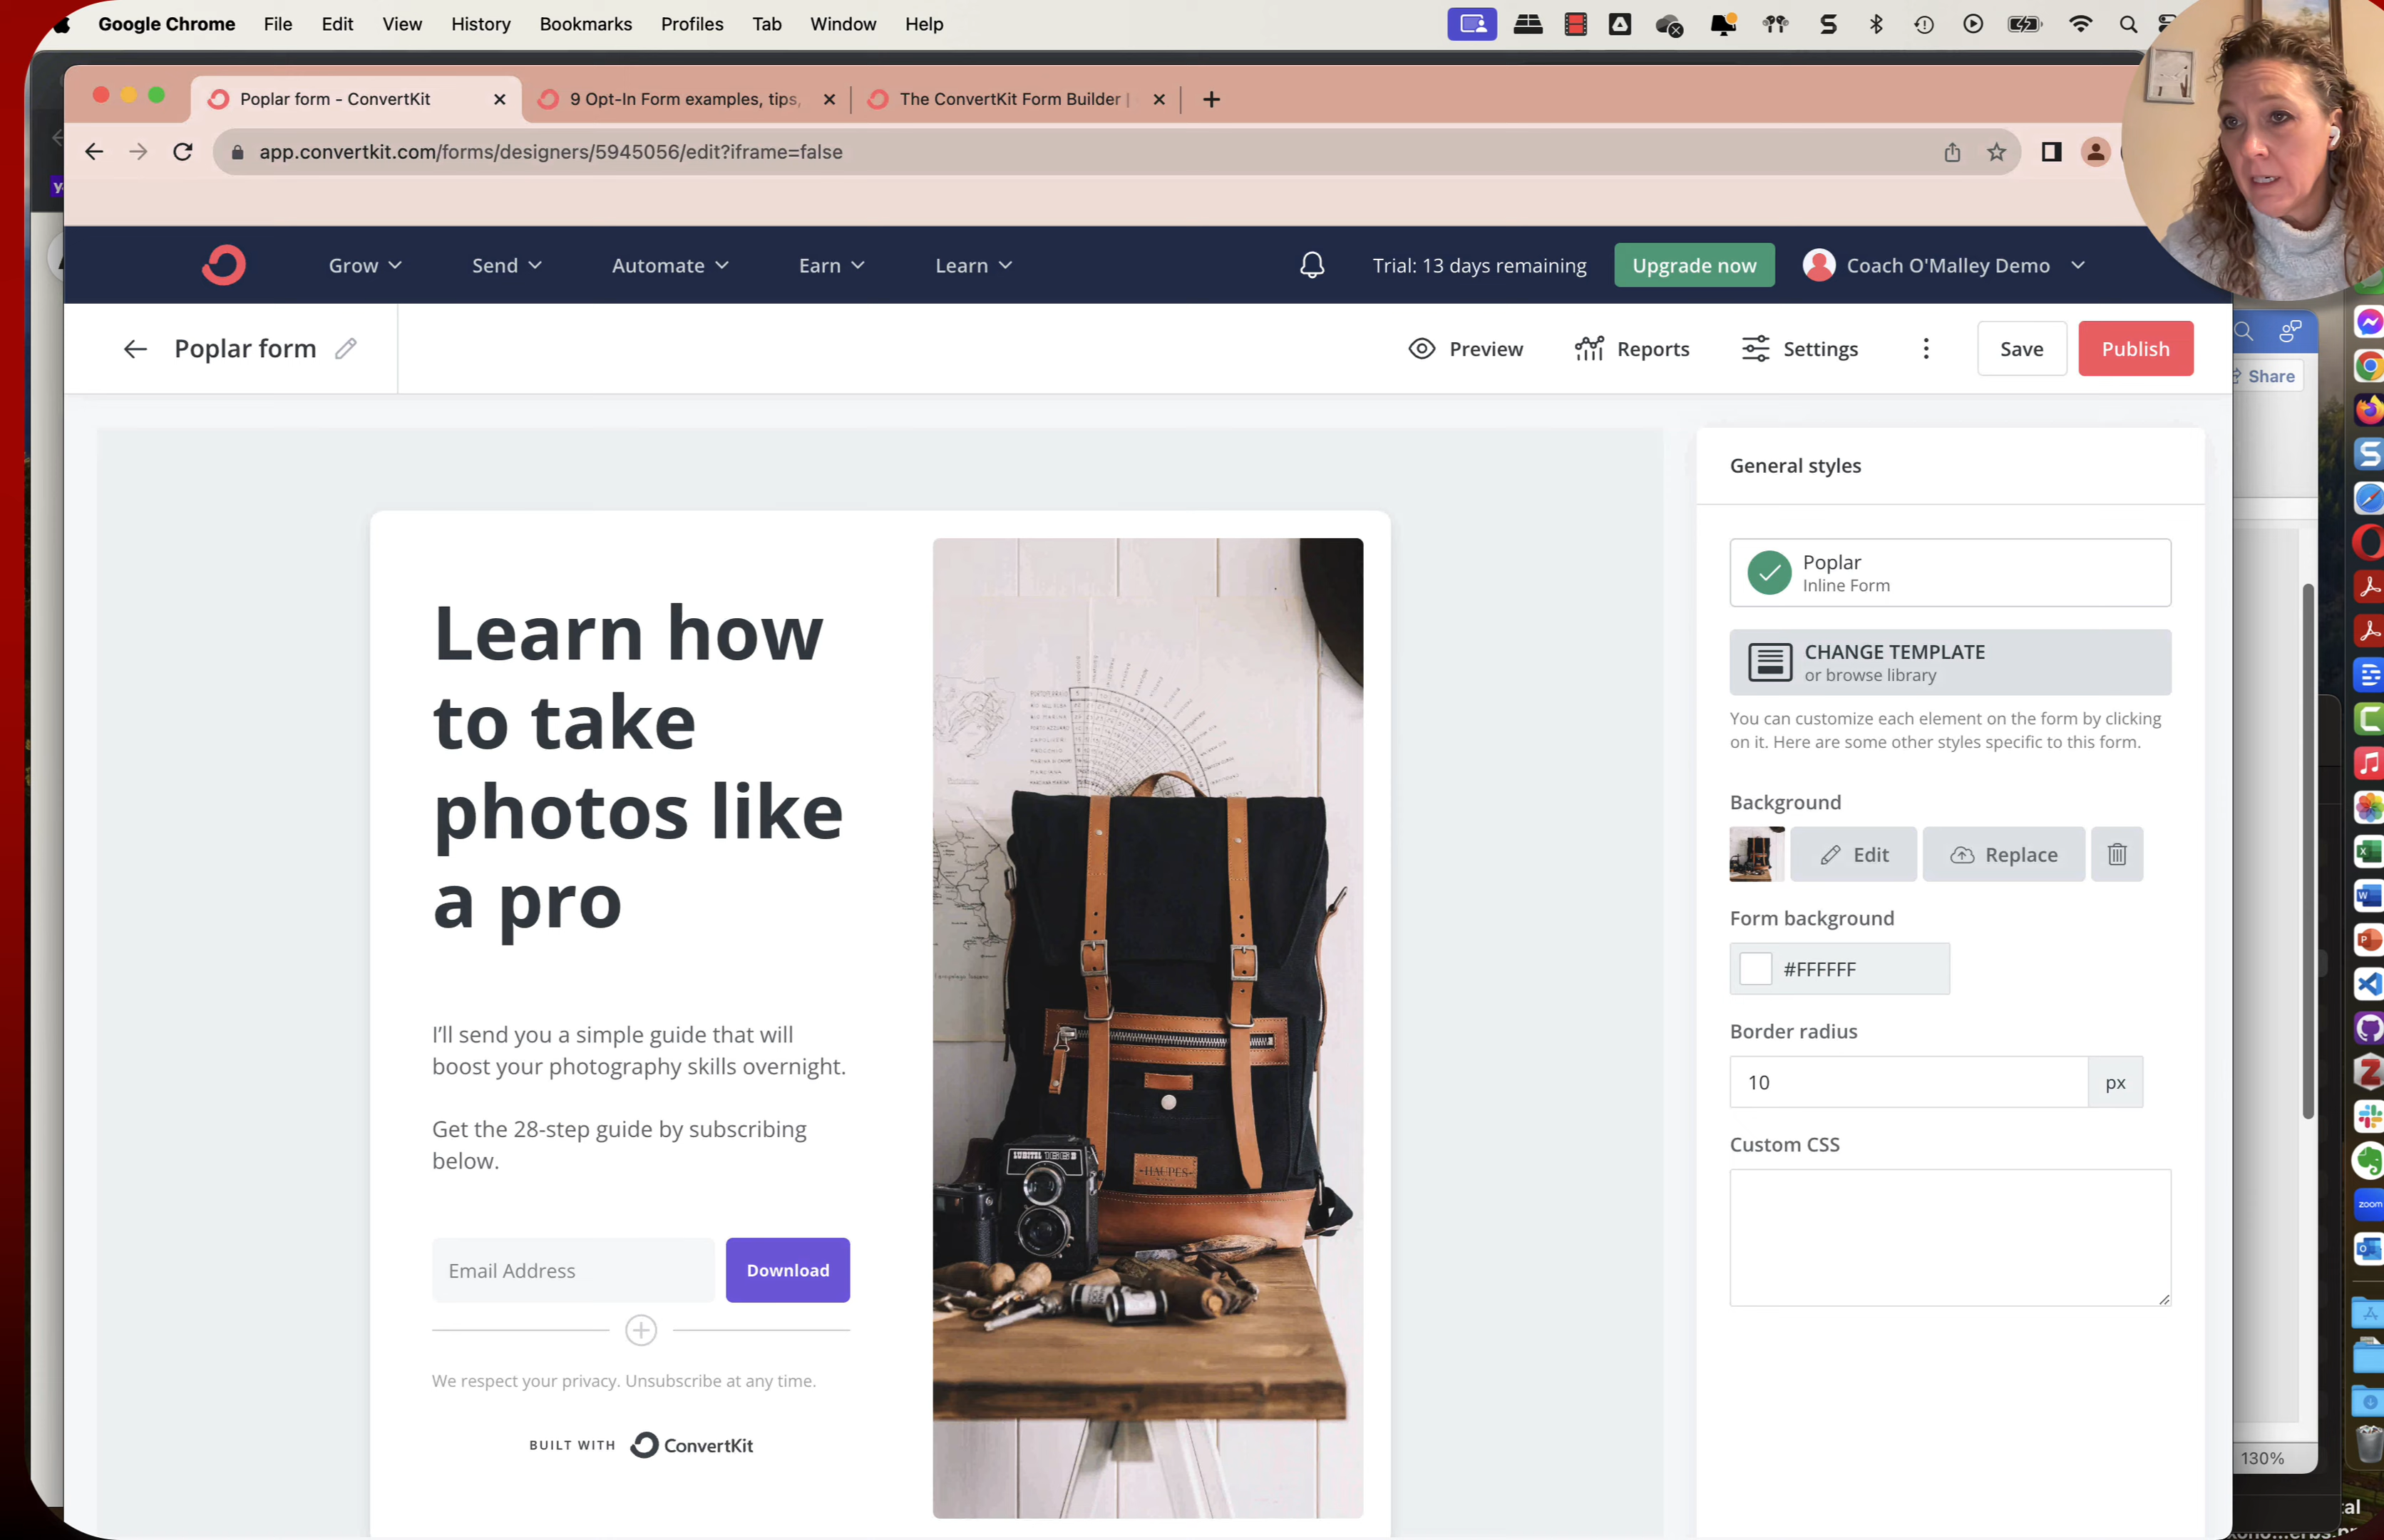 Google Chrome File Edit View History Bookmarks Profiles Tab Window Help
Poplar form - ConvertKit
9 Opt-In Form examples, tips,
The ConvertKit Form Builder |
app.convertkit.com/forms/designers/5945056/edit?iframe=false
Grow Send Automate Earn Learn
Trial: 13 days remaining
Upgrade now
Coach O'Malley Demo
Poplar form
Preview Reports Settings Save Publish
Share
General styles
Poplar
Inline Form
CHANGE TEMPLATE
or browse library
You can customize each element on the form by clicking
on it. Here are some other styles specific to this form.
Background
Edit Replace
Form background
#FFFFFF
Border radius
10 px
Custom CSS
Learn how
to take
photos like
a pro
I'll send you a simple guide that will
boost your photography skills overnight.
Get the 28-step guide by subscribing
below.
Email Address
Download
We respect your privacy. Unsubscribe at any time.
BUILT WITH ConvertKit
LUBITEL 166B
HAUPES
zoom
130%